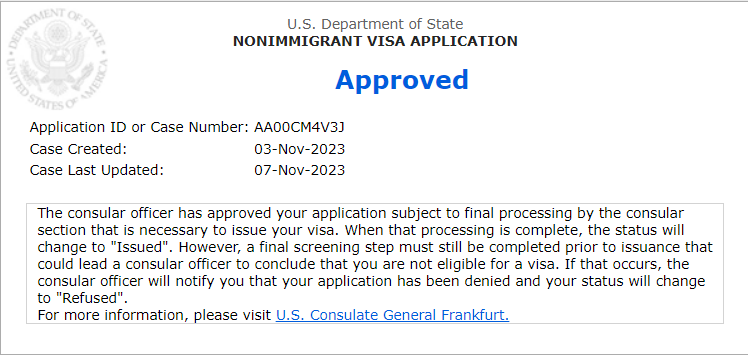 DEPARTMENT OF STATE
UNITED STATES OF AMERICA
U.S. Department of State
NONIMMIGRANT VISA APPLICATION
Approved
Application ID or Case Number: AA00CM4V3J
Case Created: 03-Nov-2023
Case Last Updated: 07-Nov-2023
The consular officer has approved your application subject to final processing by the consular
section that is necessary to issue your visa. When that processing is complete, the status will
change to "Issued". However, a final screening step must still be completed prior to issuance that
could lead a consular officer to conclude that you are not eligible for a visa. If that occurs, the
consular officer will notify you that your application has been denied and your status will change
to "Refused".
For more information, please visit U.S. Consulate General Frankfurt.